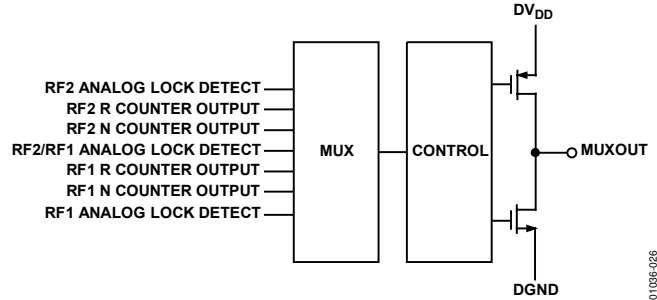 DVDD
RF2 ANALOG LOCK DETECT
RF2 R COUNTER OUTPUT
RF2 N COUNTER OUTPUT
RF2/RF1 ANALOG LOCK DETECT
RF1 R COUNTER OUTPUT
RF1 N COUNTER OUTPUT
RF1 ANALOG LOCK DETECT
MUX
CONTROL
MUXOUT
DGND
01036-026